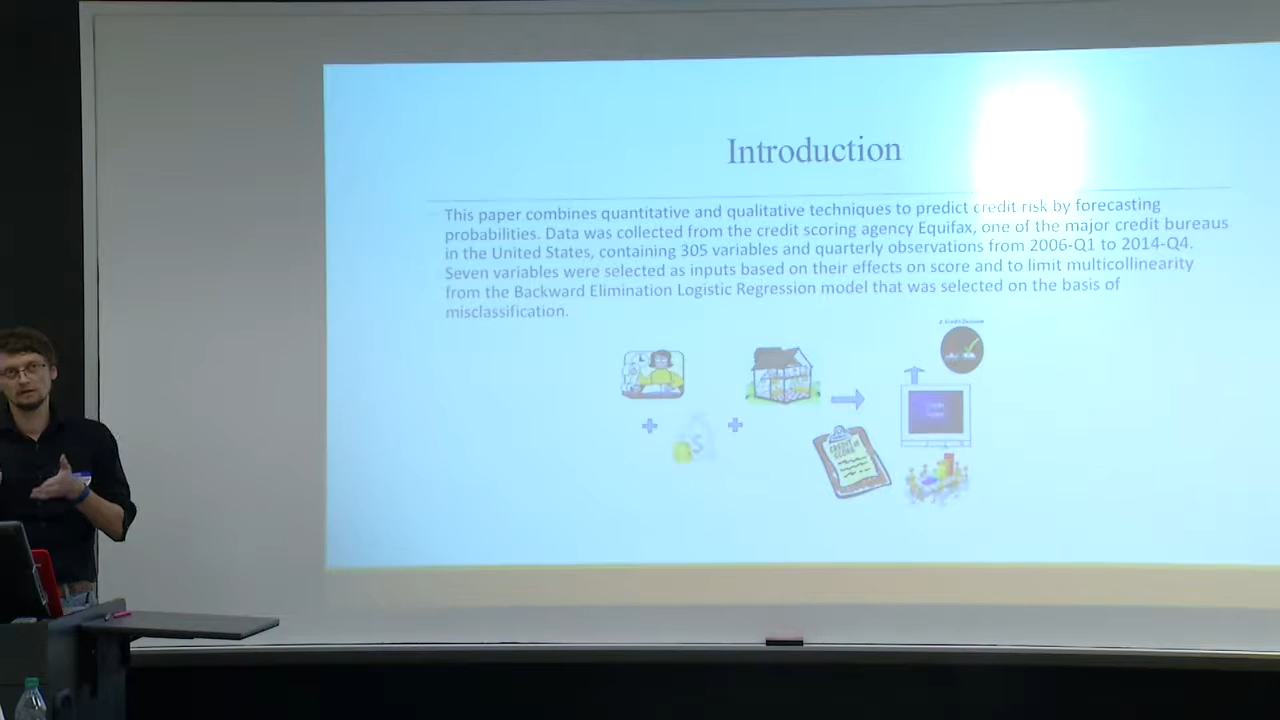 Introduction
This paper combines quantitative and qualitative techniques to predict credit risk by forecasting
probabilities. Data was collected from the credit scoring agency Equifax, one of the major credit bureaus
in the United States, containing 305 variables and quarterly observations from 2006-Q1 to 2014-Q4.
Seven variables were selected as inputs based on their effects on score and to limit multicollinearity
from the Backward Elimination Logistic Regression model that was selected on the basis of
misclassification.
CREDIT
SCORE